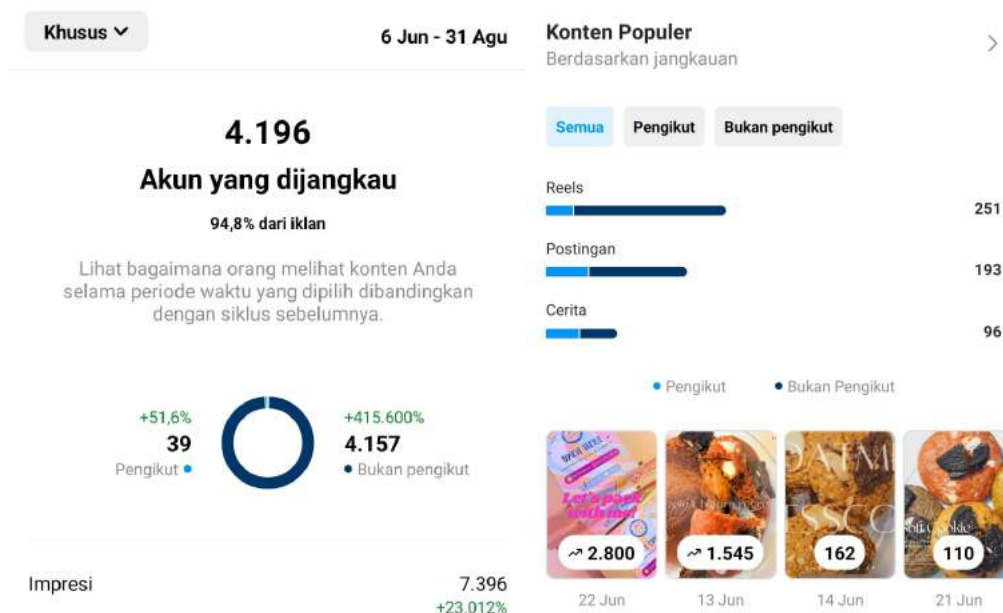 Khusus
6 Jun - 31 Agu
4.196
Akun yang dijangkau
94,8% dari iklan
Lihat bagaimana orang melihat konten Anda
selama periode waktu yang dipilih dibandingkan
dengan siklus sebelumnya.
+51,6%
39
Pengikut
+415.600%
4.157
Bukan pengikut
Impresi
7.396
+23.012%
Konten Populer
Berdasarkan jangkauan
Semua
Pengikut
Bukan pengikut
Reels
251
Postingan
193
Cerita
96
Pengikut
Bukan Pengikut
Let's pack
with me!
2.800
1.545
162
110
22 Jun
13 Jun
14 Jun
21 Jun